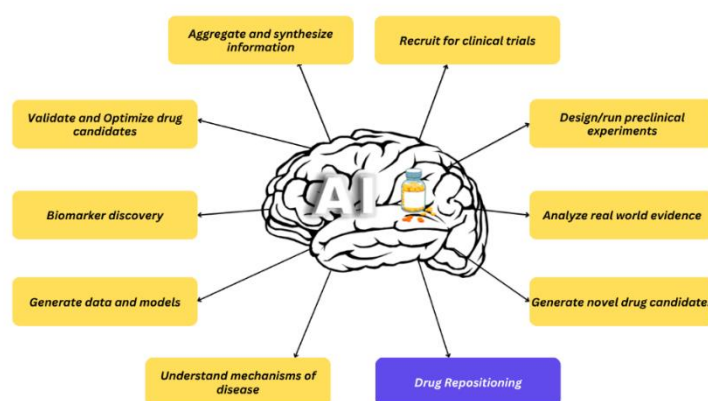 Aggregate and synthesize
information
Recruit for clinical trials
Validate and Optimize drug
candidates
Design/run preclinical
experiments
AI
Biomarker discovery
Analyze real world evidence
Generate data and models
Generate novel drug candidates
Understand mechanisms of
disease
Drug Repositioning